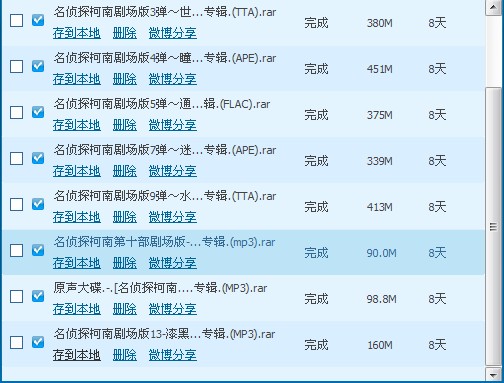 名侦探柯南剧场版3弹～世...专辑.(TTA).rar 完成 380M 8天
存到本地 删除 微博分享
名侦探柯南剧场版4弹～瞳...专辑.(APE).rar 完成 451M 8天
存到本地 删除 微博分享
名侦探柯南剧场版5弹～通...辑.(FLAC).rar 完成 375M 8天
存到本地 删除 微博分享
名侦探柯南剧场版7弹～迷...专辑.(APE).rar 完成 339M 8天
存到本地 删除 微博分享
名侦探柯南剧场版9弹～水...专辑.(TTA).rar 完成 413M 8天
存到本地 删除 微博分享
名侦探柯南第十部剧场版-...专辑.(mp3).rar 完成 90.0M 8天
存到本地 删除 微博分享
原声大碟.-.[名侦探柯南....专辑.(MP3).rar 完成 98.8M 8天
存到本地 删除 微博分享
名侦探柯南剧场版13-漆黑...专辑.(MP3).rar 完成 160M 8天
存到本地 删除 微博分享